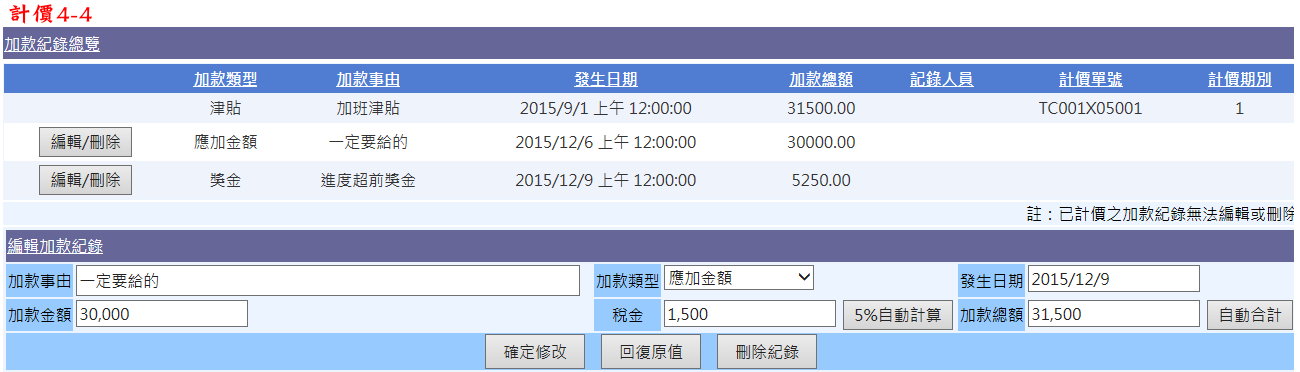 計價4-4
加款紀錄總覽
加款類型 加款事由 發生日期 加款總額 記錄人員 計價單號 計價期別
津貼 加班津貼 2015/9/1 上午 12:00:00 31500.00 TC001X05001 1
編輯/刪除 應加金額 一定要給的 2015/12/6 上午 12:00:00 30000.00
編輯/刪除 獎金 進度超前獎金 2015/12/9 上午 12:00:00 5250.00
註：已計價之加款紀錄無法編輯或刪除
編輯加款紀錄
加款事由 一定要給的 加款類型 應加金額 發生日期 2015/12/9
加款金額 30,000 稅金 1,500 5%自動計算 加款總額 31,500 自動合計
確定修改 回復原值 刪除紀錄